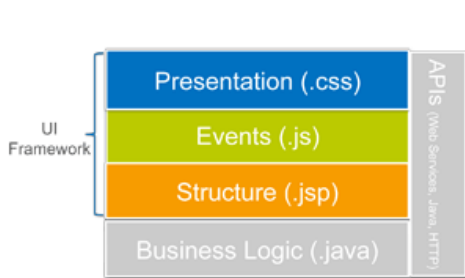 Presentation (.css)
UI
Framework
Events (.js)
Structure (.jsp)
Business Logic (.java)
APIs (Web Services, Java, HTTP)